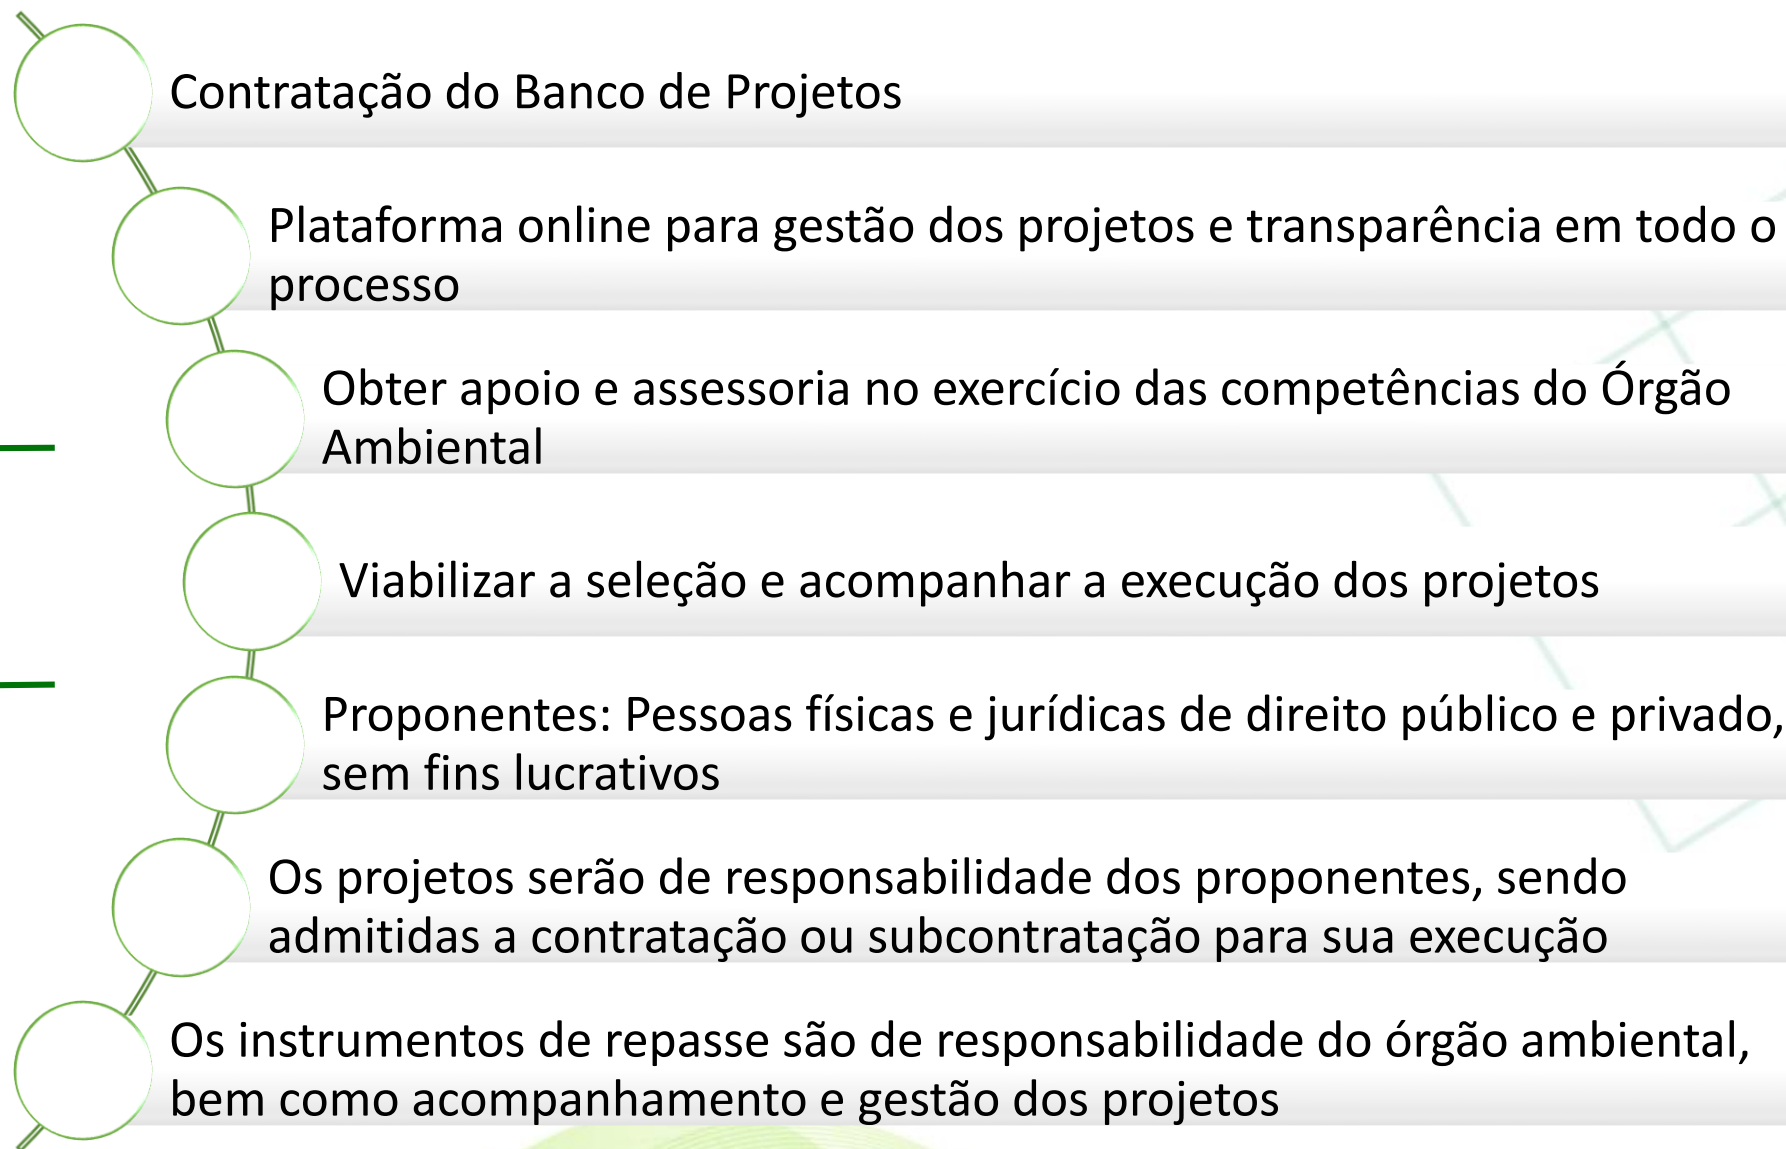 Contratação do Banco de Projetos
Plataforma online para gestão dos projetos e transparência em todo o
processo
Obter apoio e assessoria no exercício das competências do Órgão
Ambiental
Viabilizar a seleção e acompanhar a execução dos projetos
Proponentes: Pessoas físicas e jurídicas de direito público e privado,
sem fins lucrativos
Os projetos serão de responsabilidade dos proponentes, sendo
admitidas a contratação ou subcontratação para sua execução
Os instrumentos de repasse são de responsabilidade do órgão ambiental,
bem como acompanhamento e gestão dos projetos